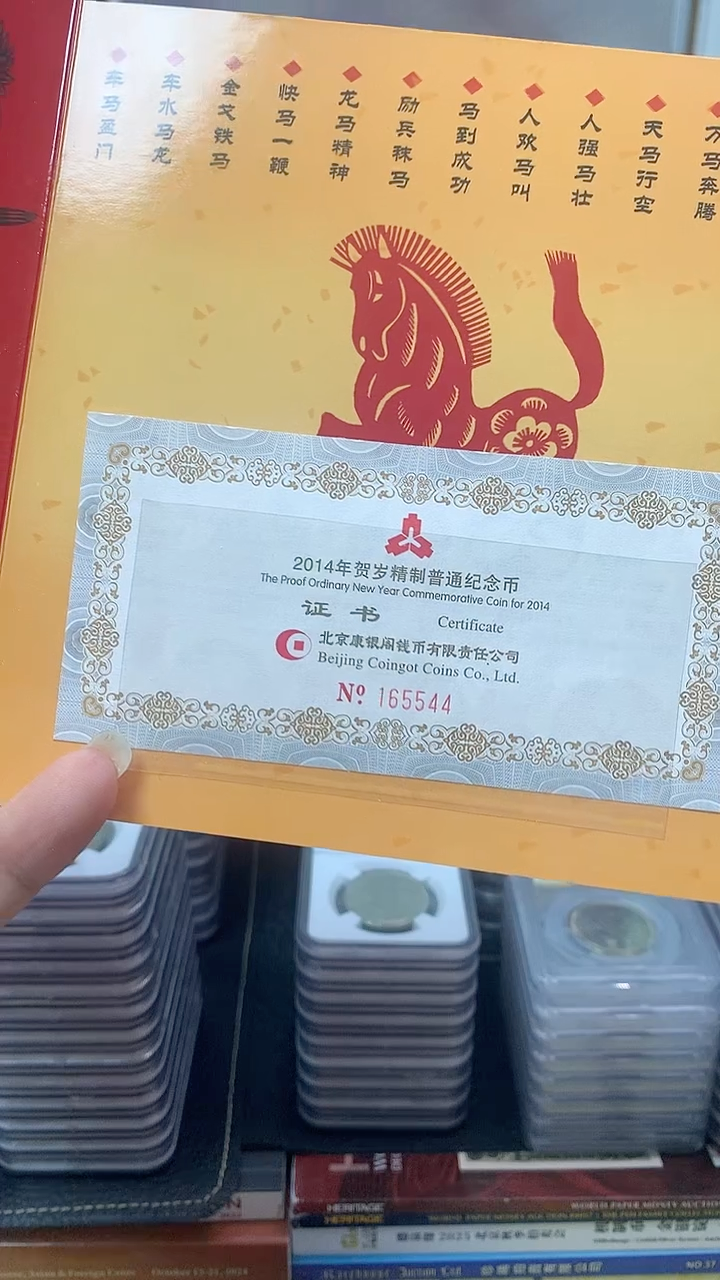 车马盈门
车水马龙
金戈铁马
快马一鞭
龙马精神
励兵秣马
马到成功
人欢马叫
人强马壮
天马行空
万马奔腾
2014年贺岁精制普通纪念币
The Proof Ordinary New Year Commemorative Coin for 2014
证书 Certificate
北京康银阁钱币有限责任公司
Beijing Coingot Coins Co., Ltd.
Nº 165544